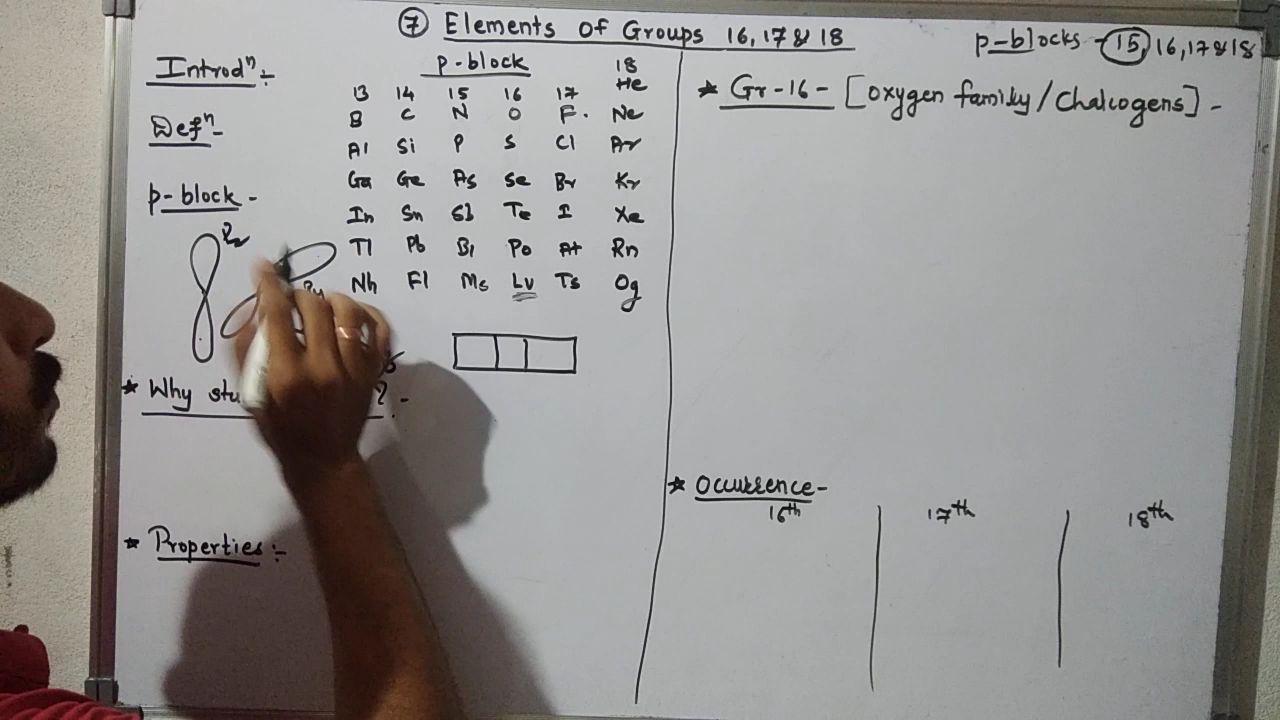 ⑦ Elements of Groups 16, 17 & 18
p-blocks - 15, 16, 17 & 18
Introdⁿ :-
Defⁿ -
p-block -
p-block
13 14 15 16 17 18
He
B C N O F. Ne
Al Si P S Cl Ar
Ga Ge As Se Br Kr
In Sn Sb Te I Xe
Tl Pb Bi Po At Rn
Nh Fl Mc Lv Ts Og
Py
* Why ? -
* Properties :-
* Gr - 16 - [Oxygen family/Chalcogens] -
* Occurrence -
16th 17th 18th